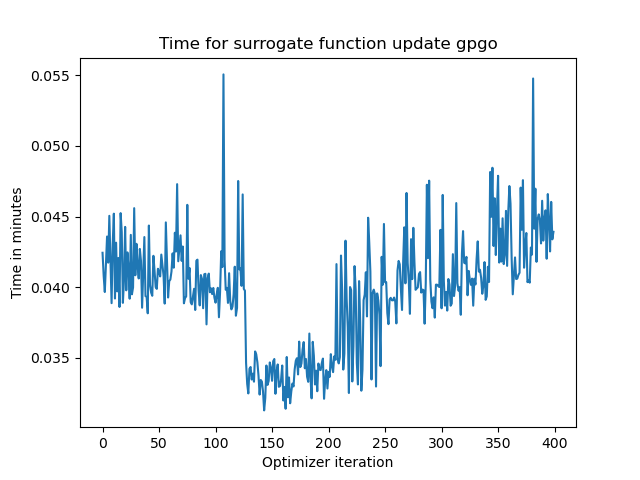 Time for surrogate function update gpgo
0.055
0.050
0.045
0.040
0.035
Time in minutes
0 50 100 150 200 250 300 350 400
Optimizer iteration